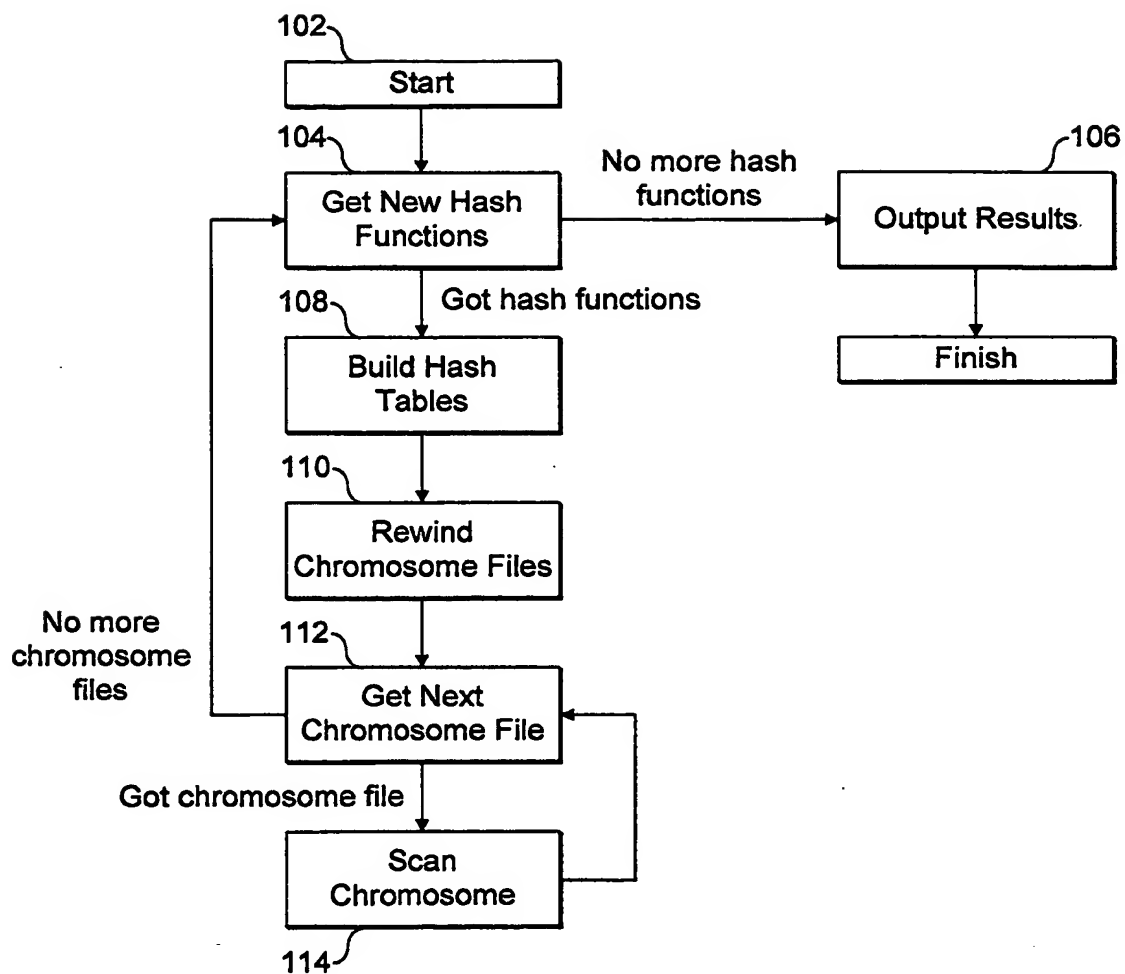 102
Start
104
Get New Hash
Functions
No more hash
functions
106
Output Results
Got hash functions
Finish
108
Build Hash
Tables
110
Rewind
Chromosome Files
No more
chromosome
files
112
Get Next
Chromosome File
Got chromosome file
Scan
Chromosome
114